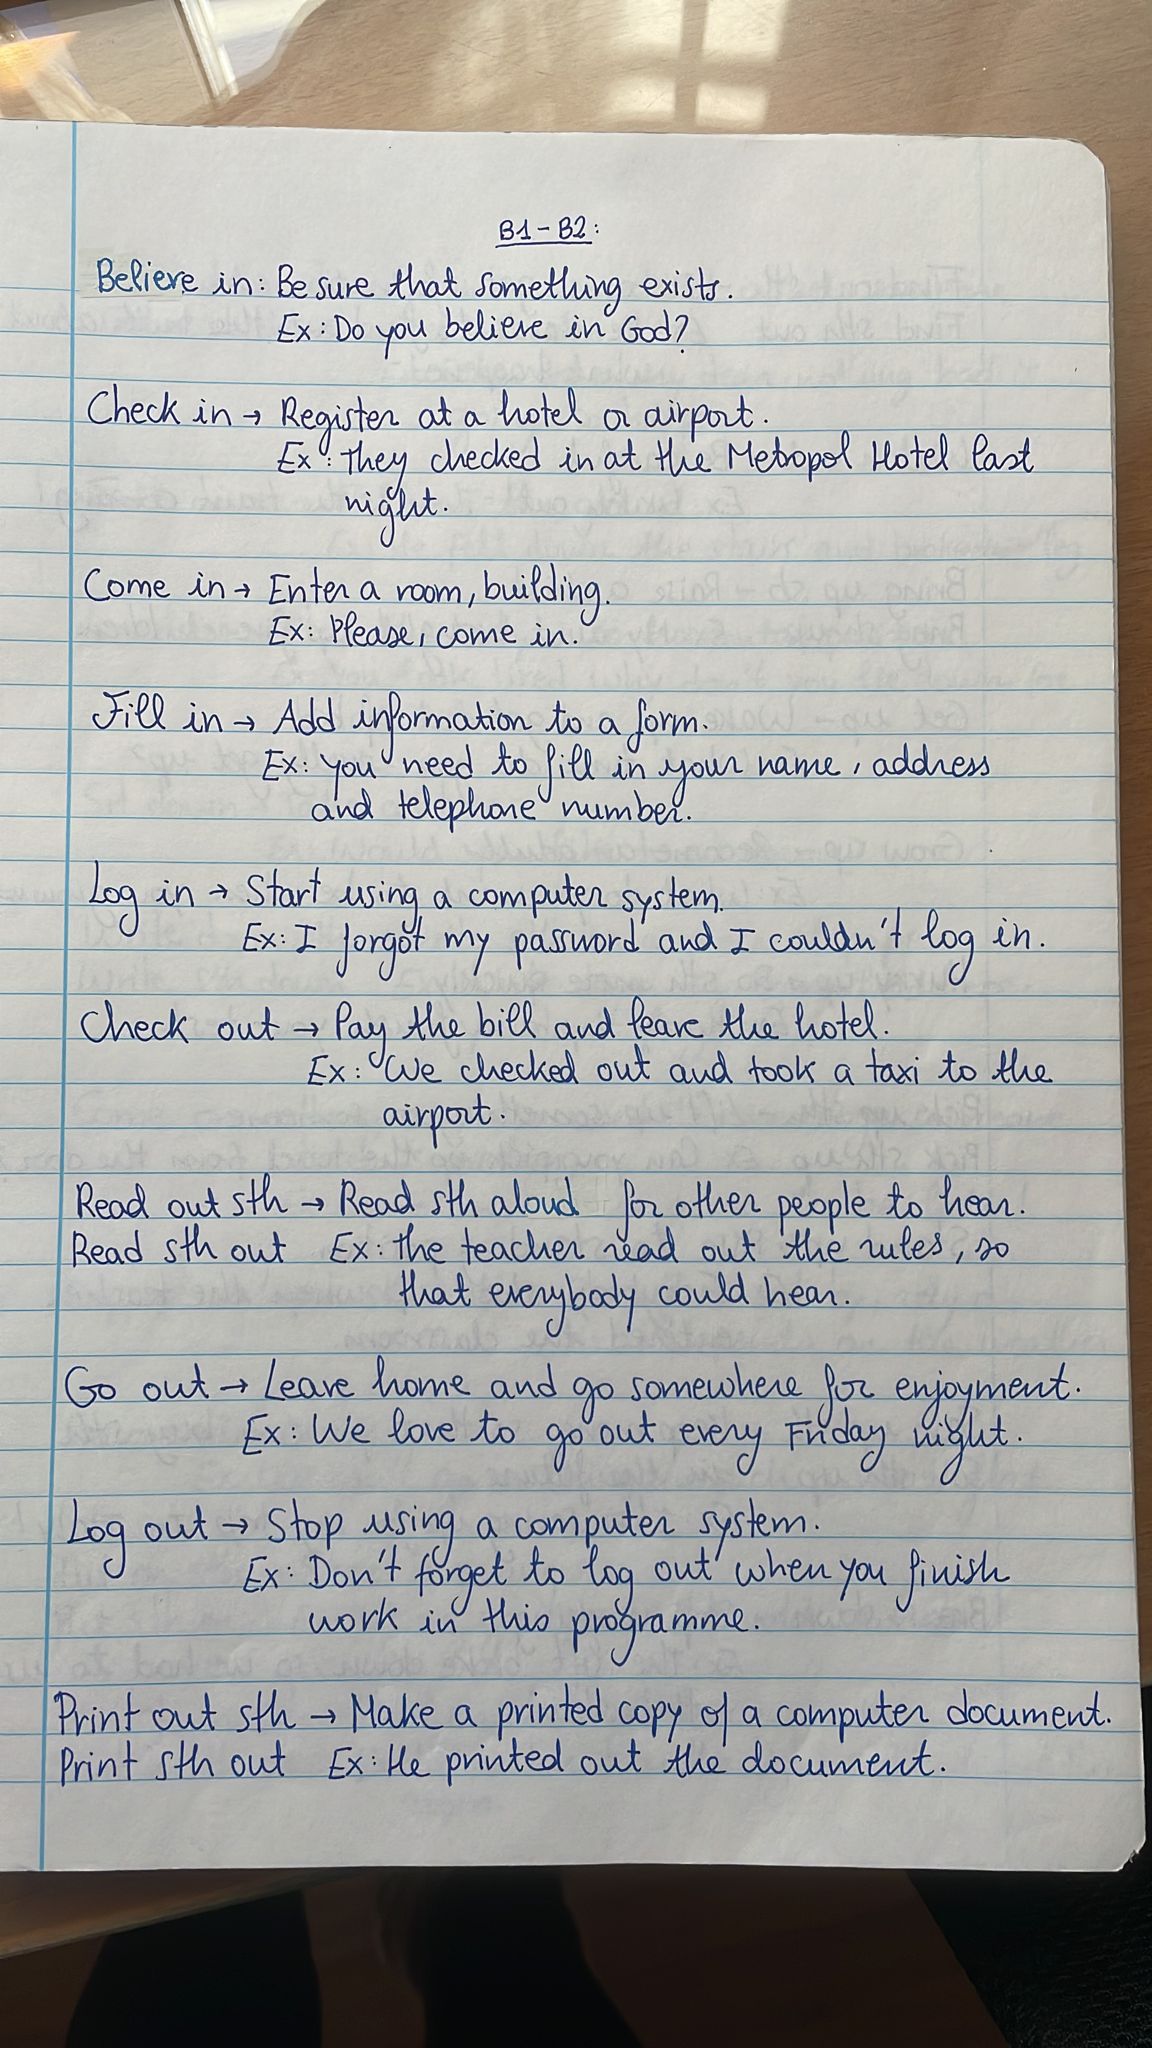 B1 - B2:
Believe in: Be sure that something exists.
Ex: Do you believe in God?
Check in → Register at a hotel or airport.
Ex: They checked in at the Metropol Hotel last
night.
Come in → Enter a room, building.
Ex: Please, come in.
Fill in → Add information to a form.
Ex: you need to fill in your name, address
and telephone number.
Log in → Start using a computer system.
Ex: I forgot my password and I couldn't log in.
Check out → Pay the bill and leave the hotel.
Ex: We checked out and took a taxi to the
airport.
Read out sth → Read sth aloud for other people to hear.
Read sth out Ex: The teacher read out the rules, so
that everybody could hear.
Go out → Leave home and go somewhere for enjoyment.
Ex: We love to go out every Friday night.
Log out → Stop using a computer system.
Ex: Don't forget to log out when you finish
work in this programme.
Print out sth → Make a printed copy of a computer document.
Print sth out Ex: He printed out the document.